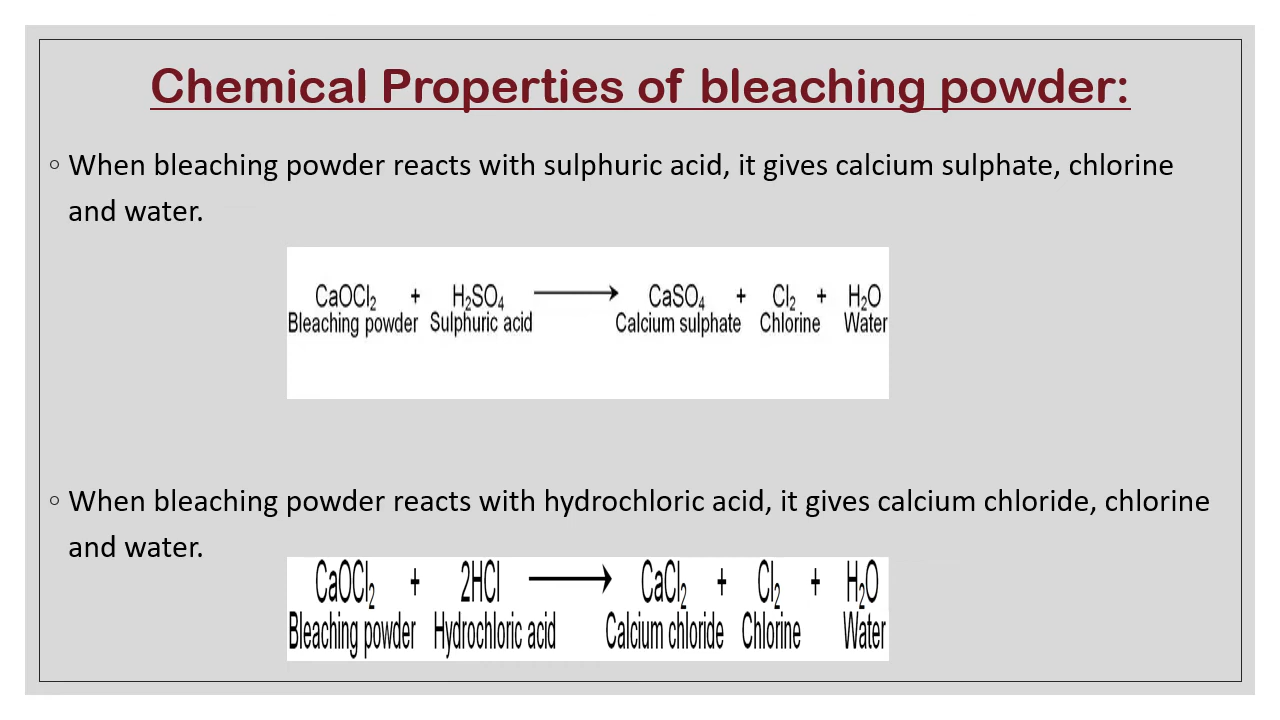 Chemical Properties of bleaching powder:
◦ When bleaching powder reacts with sulphuric acid, it gives calcium sulphate, chlorine
and water.
CaOCl₂ + H₂SO₄ ⟶ CaSO₄ + Cl₂ + H₂O
Bleaching powder Sulphuric acid Calcium sulphate Chlorine Water
◦ When bleaching powder reacts with hydrochloric acid, it gives calcium chloride, chlorine
and water.
CaOCl₂ + 2HCl ⟶ CaCl₂ + Cl₂ + H₂O
Bleaching powder Hydrochloric acid Calcium chloride Chlorine Water